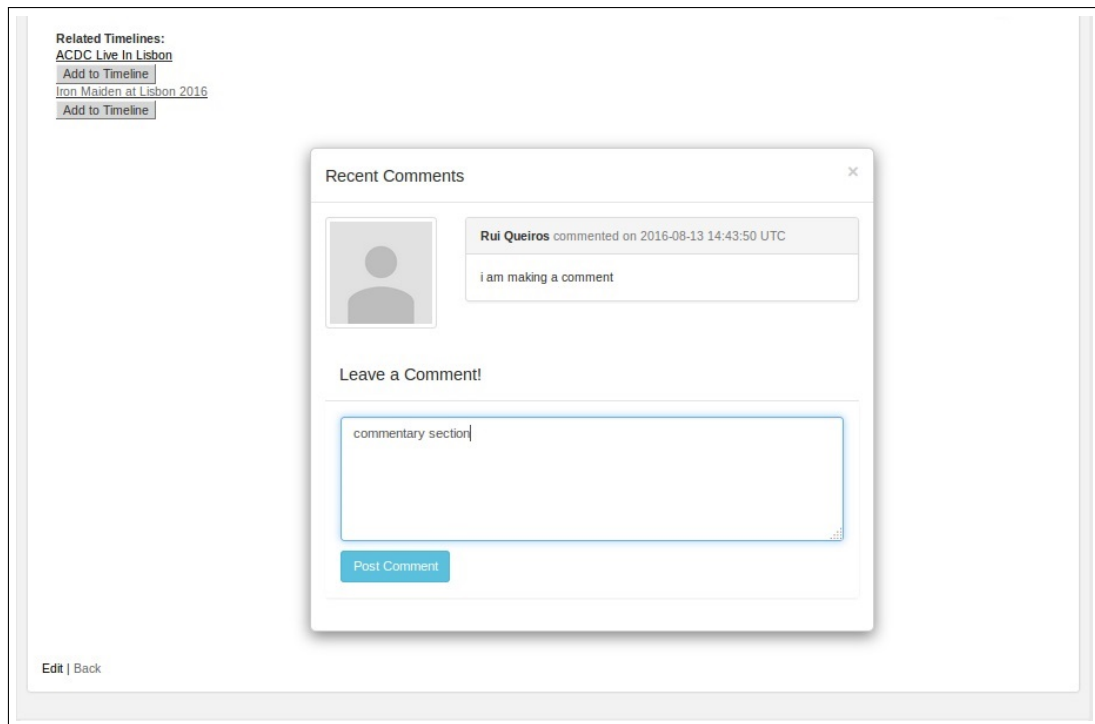 Related Timelines:
ACDC Live In Lisbon
Add to Timeline
Iron Maiden at Lisbon 2016
Add to Timeline
Recent Comments
×
Rui Queiros commented on 2016-08-13 14:43:50 UTC
i am making a comment
Leave a Comment!
commentary section
Post Comment
Edit | Back